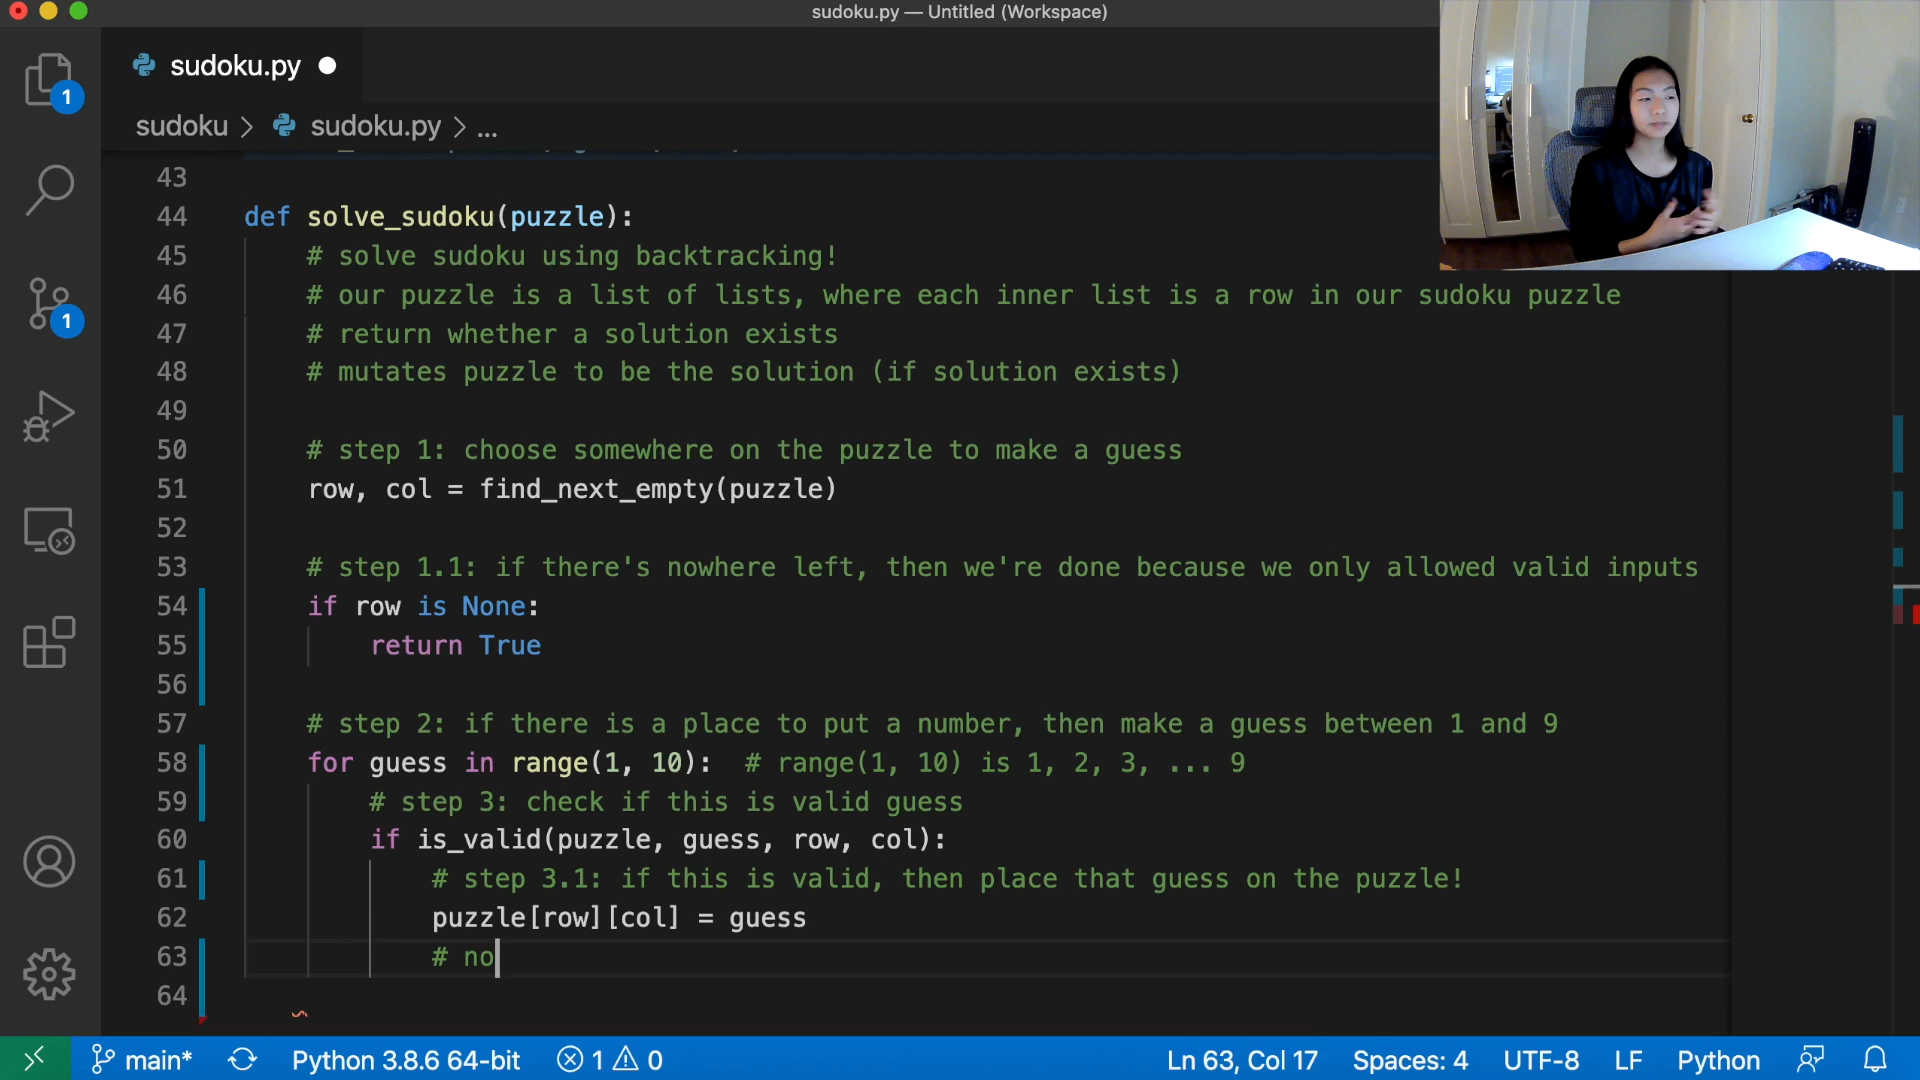 sudoku.py — Untitled (Workspace)
sudoku.py
1
sudoku > sudoku.py > ...
43
44 def solve_sudoku(puzzle):
45 # solve sudoku using backtracking!
46 # our puzzle is a list of lists, where each inner list is a row in our sudoku puzzle
47 # return whether a solution exists
48 # mutates puzzle to be the solution (if solution exists)
49
50 # step 1: choose somewhere on the puzzle to make a guess
51 row, col = find_next_empty(puzzle)
52
53 # step 1.1: if there's nowhere left, then we're done because we only allowed valid inputs
54 if row is None:
55 return True
56
57 # step 2: if there is a place to put a number, then make a guess between 1 and 9
58 for guess in range(1, 10): # range(1, 10) is 1, 2, 3, ... 9
59 # step 3: check if this is valid guess
60 if is_valid(puzzle, guess, row, col):
61 # step 3.1: if this is valid, then place that guess on the puzzle!
62 puzzle[row][col] = guess
63 # no
64
1
main* Python 3.8.6 64-bit 1 0 Ln 63, Col 17 Spaces: 4 UTF-8 LF Python